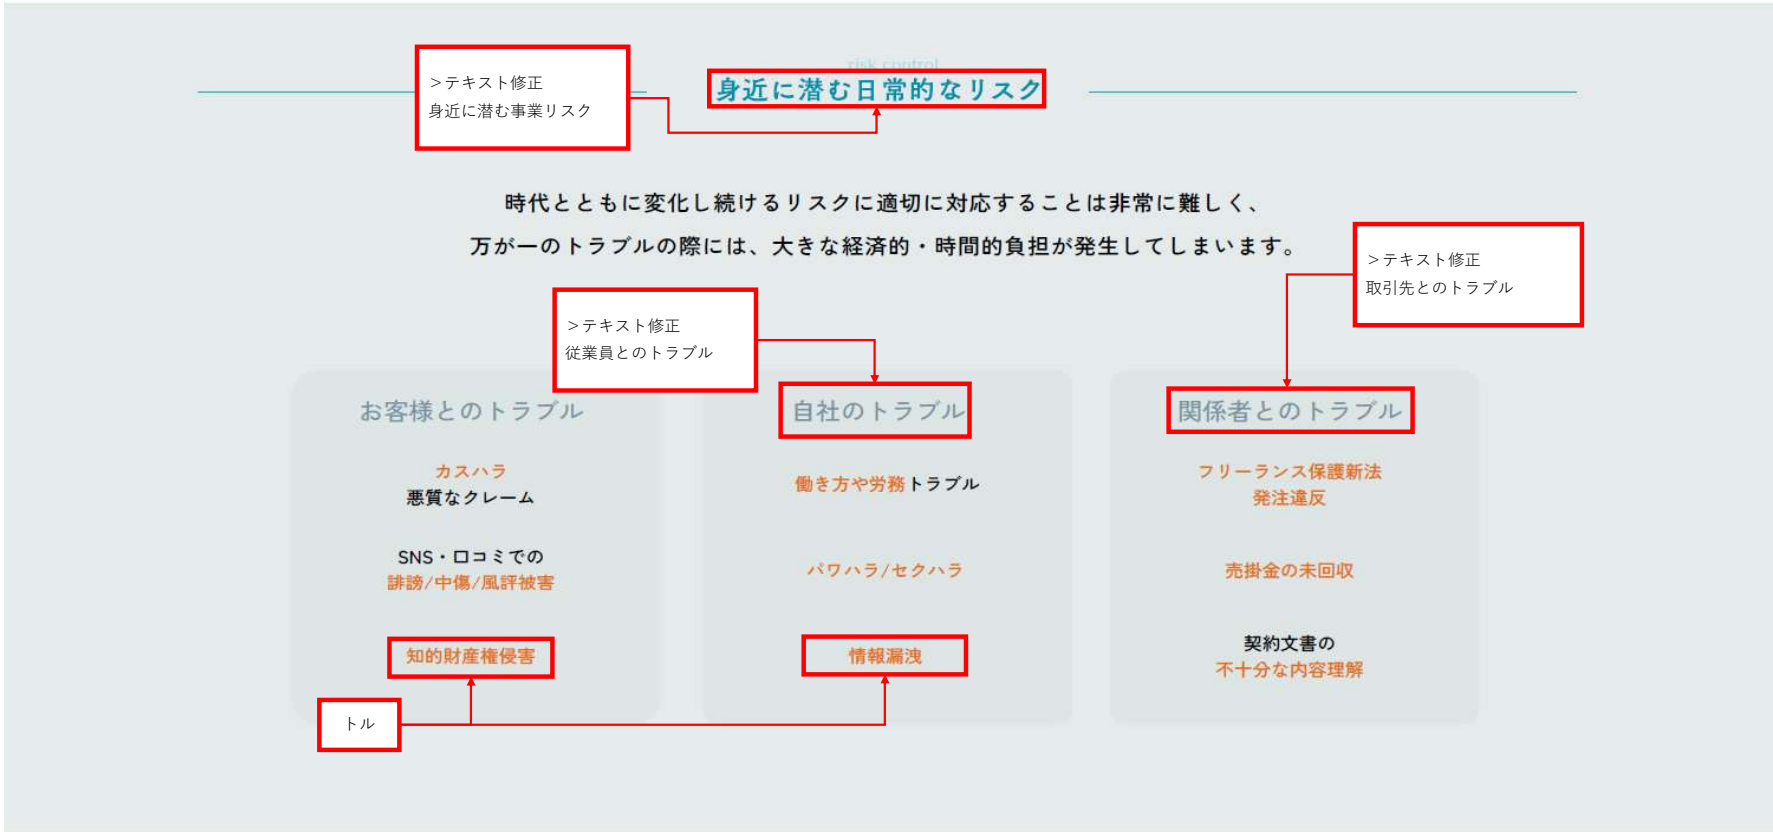 risk control
身近に潜む日常的なリスク
＞テキスト修正
身近に潜む事業リスク
時代とともに変化し続けるリスクに適切に対応することは非常に難しく、
万が一のトラブルの際には、大きな経済的・時間的負担が発生してしまいます。
＞テキスト修正
取引先とのトラブル
＞テキスト修正
従業員とのトラブル
お客様とのトラブル
カスハラ
悪質なクレーム
SNS・口コミでの
誹謗/中傷/風評被害
知的財産権侵害
自社のトラブル
働き方や労務トラブル
パワハラ/セクハラ
情報漏洩
関係者とのトラブル
フリーランス保護新法
発注違反
売掛金の未回収
契約文書の
不十分な内容理解
トル